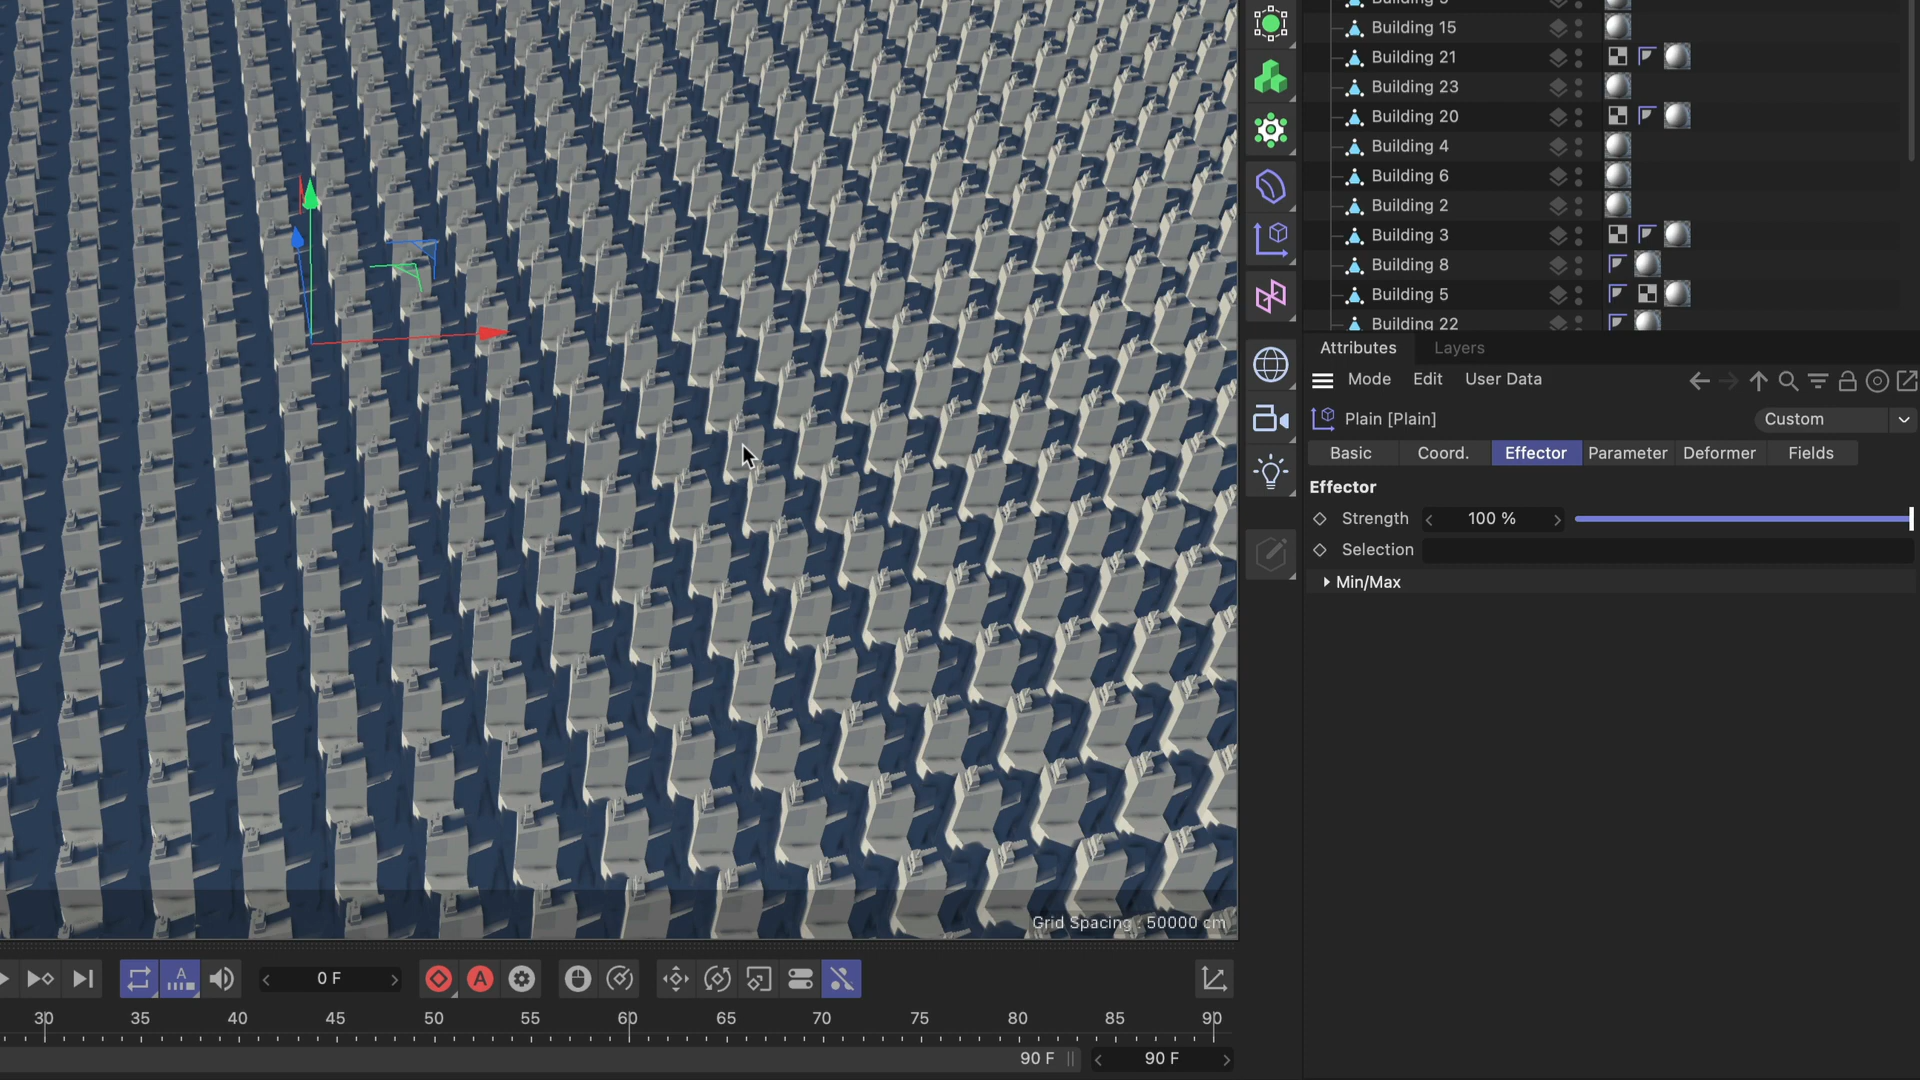 Building 15
Building 21
Building 23
Building 20
Building 4
Building 6
Building 2
Building 3
Building 8
Building 5
Building 22
Attributes Layers
Mode Edit User Data
Plain [Plain] Custom
Basic Coord. Effector Parameter Deformer Fields
Effector
Strength 100 %
Selection
Min/Max
Grid Spacing : 50000 cm
A 0 F A
30 35 40 45 50 55 60 65 70 75 80 85 90
90 F 90 F